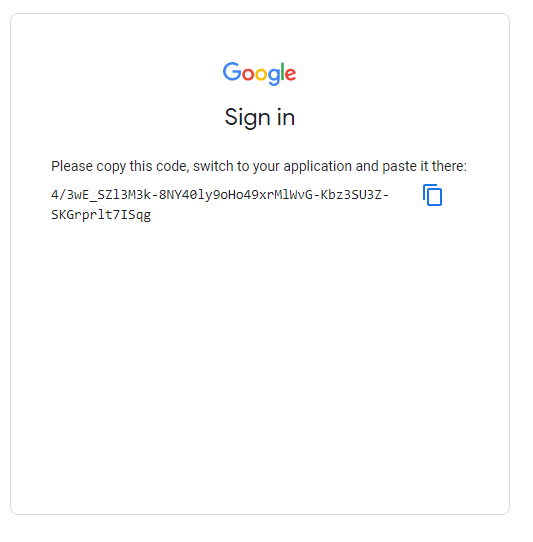 Google
Sign in
Please copy this code, switch to your application and paste it there:
4/3wE_SZl3M3k-8NY40ly9oHo49xrMlWvG-Kbz3SU3Z-
SKGrprlt7ISqg